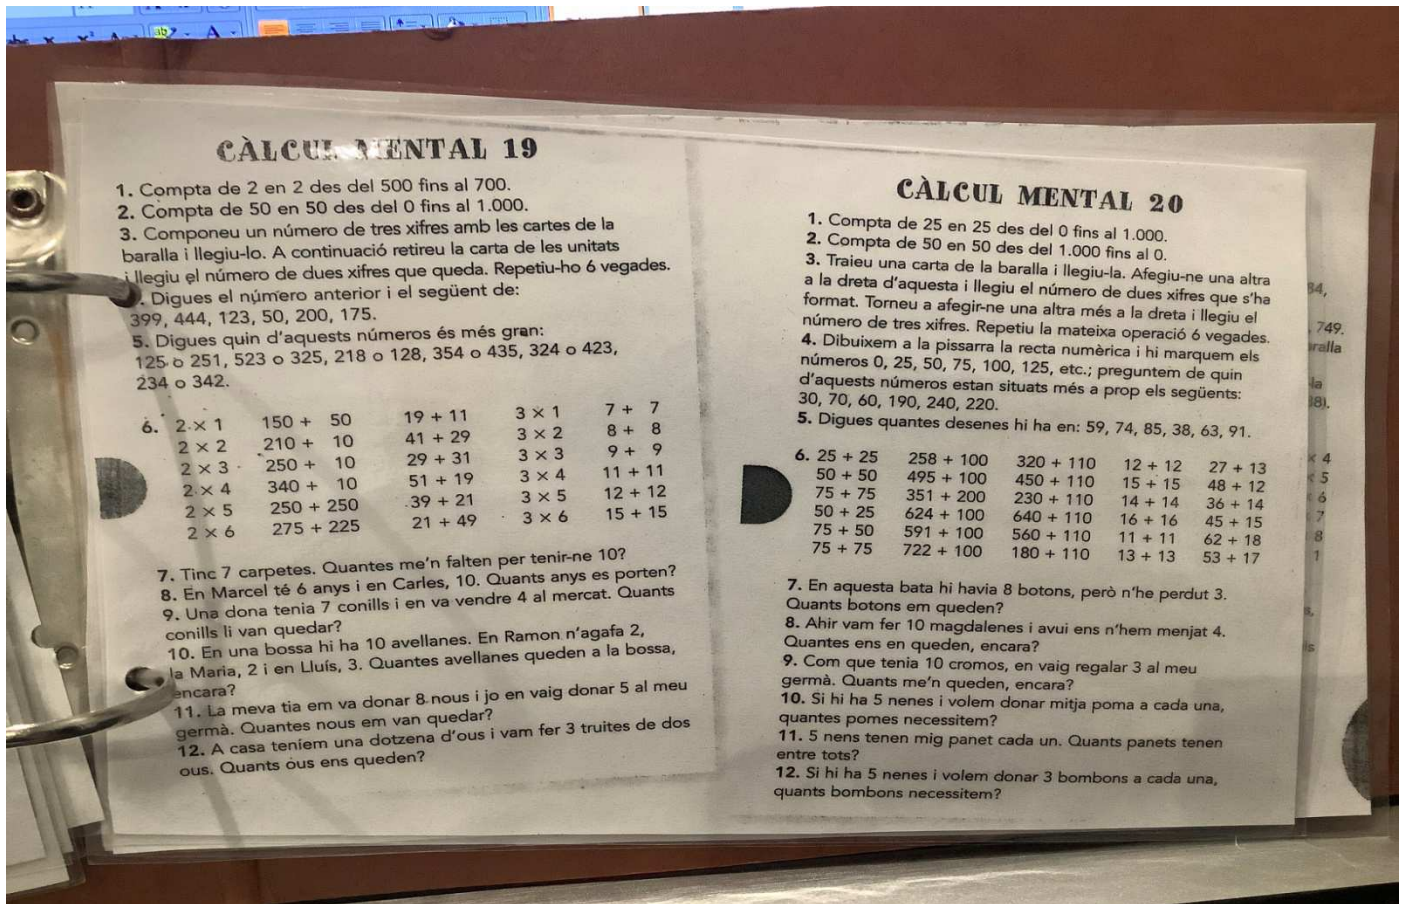 CÀLCUL MENTAL 19
1. Compta de 2 en 2 des del 500 fins al 700.
2. Compta de 50 en 50 des del 0 fins al 1.000.
3. Componeu un número de tres xifres amb les cartes de la
baralla i llegiu-lo. A continuació retireu la carta de les unitats
i llegiu el número de dues xifres que queda. Repetiu-ho 6 vegades.
. Digues el número anterior i el següent de:
399, 444, 123, 50, 200, 175.
5. Digues quin d'aquests números és més gran:
125 o 251, 523 o 325, 218 o 128, 354 o 435, 324 o 423,
234 o 342.
6. 2 × 1 150 + 50 19 + 11 3 × 1 7 + 7
2 × 2 210 + 10 41 + 29 3 × 2 8 + 8
2 × 3 250 + 10 29 + 31 3 × 3 9 + 9
2 × 4 340 + 10 51 + 19 3 × 4 11 + 11
2 × 5 250 + 250 39 + 21 3 × 5 12 + 12
2 × 6 275 + 225 21 + 49 3 × 6 15 + 15
7. Tinc 7 carpetes. Quantes me'n falten per tenir-ne 10?
8. En Marcel té 6 anys i en Carles, 10. Quants anys es porten?
9. Una dona tenia 7 conills i en va vendre 4 al mercat. Quants
conills li van quedar?
10. En una bossa hi ha 10 avellanes. En Ramon n'agafa 2,
la Maria, 2 i en Lluís, 3. Quantes avellanes queden a la bossa,
encara?
11. La meva tia em va donar 8 nous i jo en vaig donar 5 al meu
germà. Quantes nous em van quedar?
12. A casa teníem una dotzena d'ous i vam fer 3 truites de dos
ous. Quants ous ens queden?
CÀLCUL MENTAL 20
1. Compta de 25 en 25 des del 0 fins al 1.000.
2. Compta de 50 en 50 des del 1.000 fins al 0.
3. Traieu una carta de la baralla i llegiu-la. Afegiu-ne una altra
a la dreta d'aquesta i llegiu el número de dues xifres que s'ha
format. Torneu a afegir-ne una altra més a la dreta i llegiu el
número de tres xifres. Repetiu la mateixa operació 6 vegades.
4. Dibuixem a la pissarra la recta numèrica i hi marquem els
números 0, 25, 50, 75, 100, 125, etc.; preguntem de quin
d'aquests números estan situats més a prop els següents:
30, 70, 60, 190, 240, 220.
5. Digues quantes desenes hi ha en: 59, 74, 85, 38, 63, 91.
6. 25 + 25 258 + 100 320 + 110 12 + 12 27 + 13
50 + 50 495 + 100 450 + 110 15 + 15 48 + 12
75 + 75 351 + 200 230 + 110 14 + 14 36 + 14
50 + 25 624 + 100 640 + 110 16 + 16 45 + 15
75 + 50 591 + 100 560 + 110 11 + 11 62 + 18
75 + 75 722 + 100 180 + 110 13 + 13 53 + 17
7. En aquesta bata hi havia 8 botons, però n'he perdut 3.
Quants botons em queden?
8. Ahir vam fer 10 magdalenes i avui ens n'hem menjat 4.
Quantes ens en queden, encara?
9. Com que tenia 10 cromos, en vaig regalar 3 al meu
germà. Quants me'n queden, encara?
10. Si hi ha 5 nenes i volem donar mitja poma a cada una,
quantes pomes necessitem?
11. 5 nens tenen mig panet cada un. Quants panets tenen
entre tots?
12. Si hi ha 5 nenes i volem donar 3 bombons a cada una,
quants bombons necessitem?
84,
749.
ralla
la
8).
× 4
5
6
7
8
1